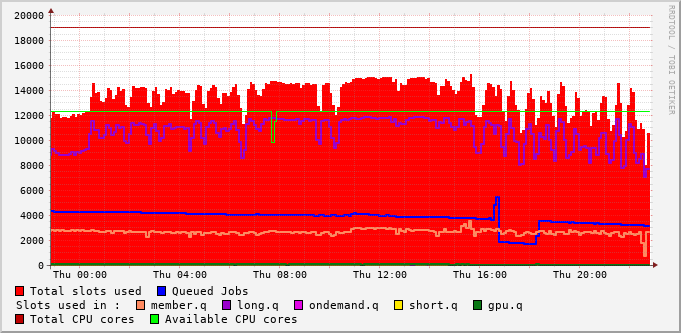 20000
18000
16000
14000
12000
10000
8000
6000
4000
2000
0
Thu 00:00 Thu 04:00 Thu 08:00 Thu 12:00 Thu 16:00 Thu 20:00
RRDTOOL / TOBI OETIKER
Total slots used Queued Jobs
Slots used in : member.q long.q ondemand.q short.q gpu.q
Total CPU cores Available CPU cores